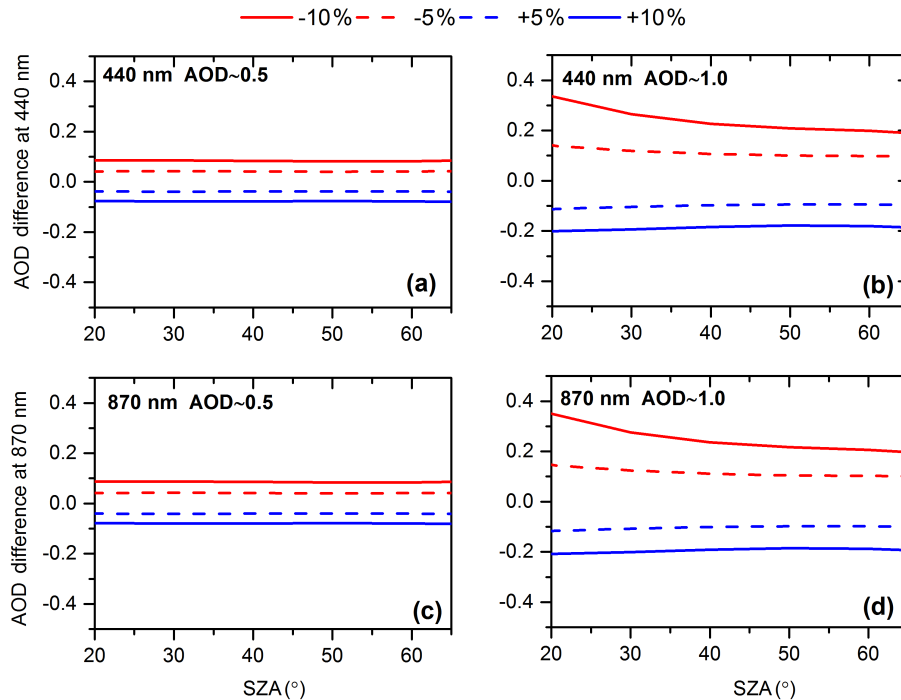 -10% -5% +5% +10%
AOD difference at 440 nm
0.4
0.2
0.0
-0.2
-0.4
440 nm AOD~0.5
(a)
20 30 40 50 60
0.4
0.2
0.0
-0.2
-0.4
440 nm AOD~1.0
(b)
20 30 40 50 60
AOD difference at 870 nm
0.4
0.2
0.0
-0.2
-0.4
870 nm AOD~0.5
(c)
20 30 40 50 60
SZA (°)
0.4
0.2
0.0
-0.2
-0.4
870 nm AOD~1.0
(d)
20 30 40 50 60
SZA (°)